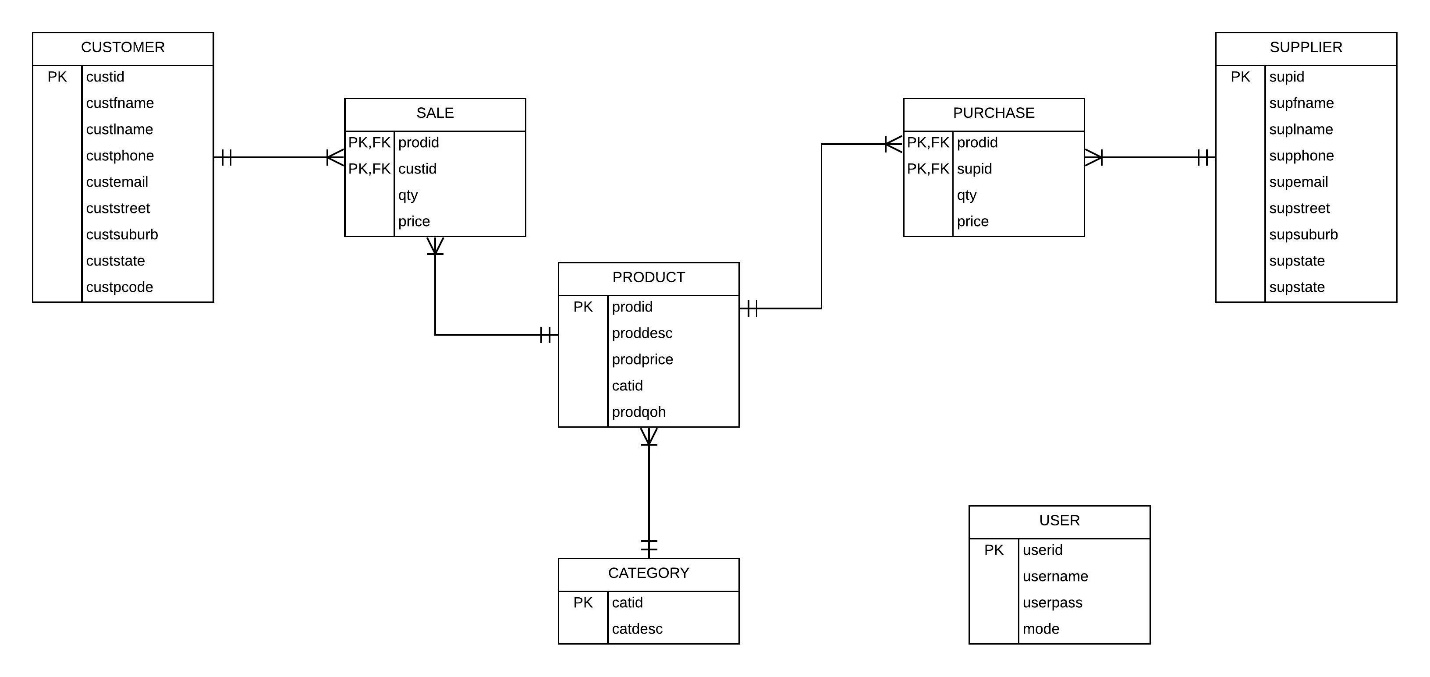 CUSTOMER
PK custid
custfname
custlname
custphone
custemail
custstreet
custsuburb
custstate
custpcode
SALE
PK,FK prodid
PK,FK custid
qty
price
PRODUCT
PK prodid
proddesc
prodprice
catid
prodqoh
CATEGORY
PK catid
catdesc
PURCHASE
PK,FK prodid
PK,FK supid
qty
price
SUPPLIER
PK supid
supfname
suplname
supphone
supemail
supstreet
supsuburb
supstate
supstate
USER
PK userid
username
userpass
mode